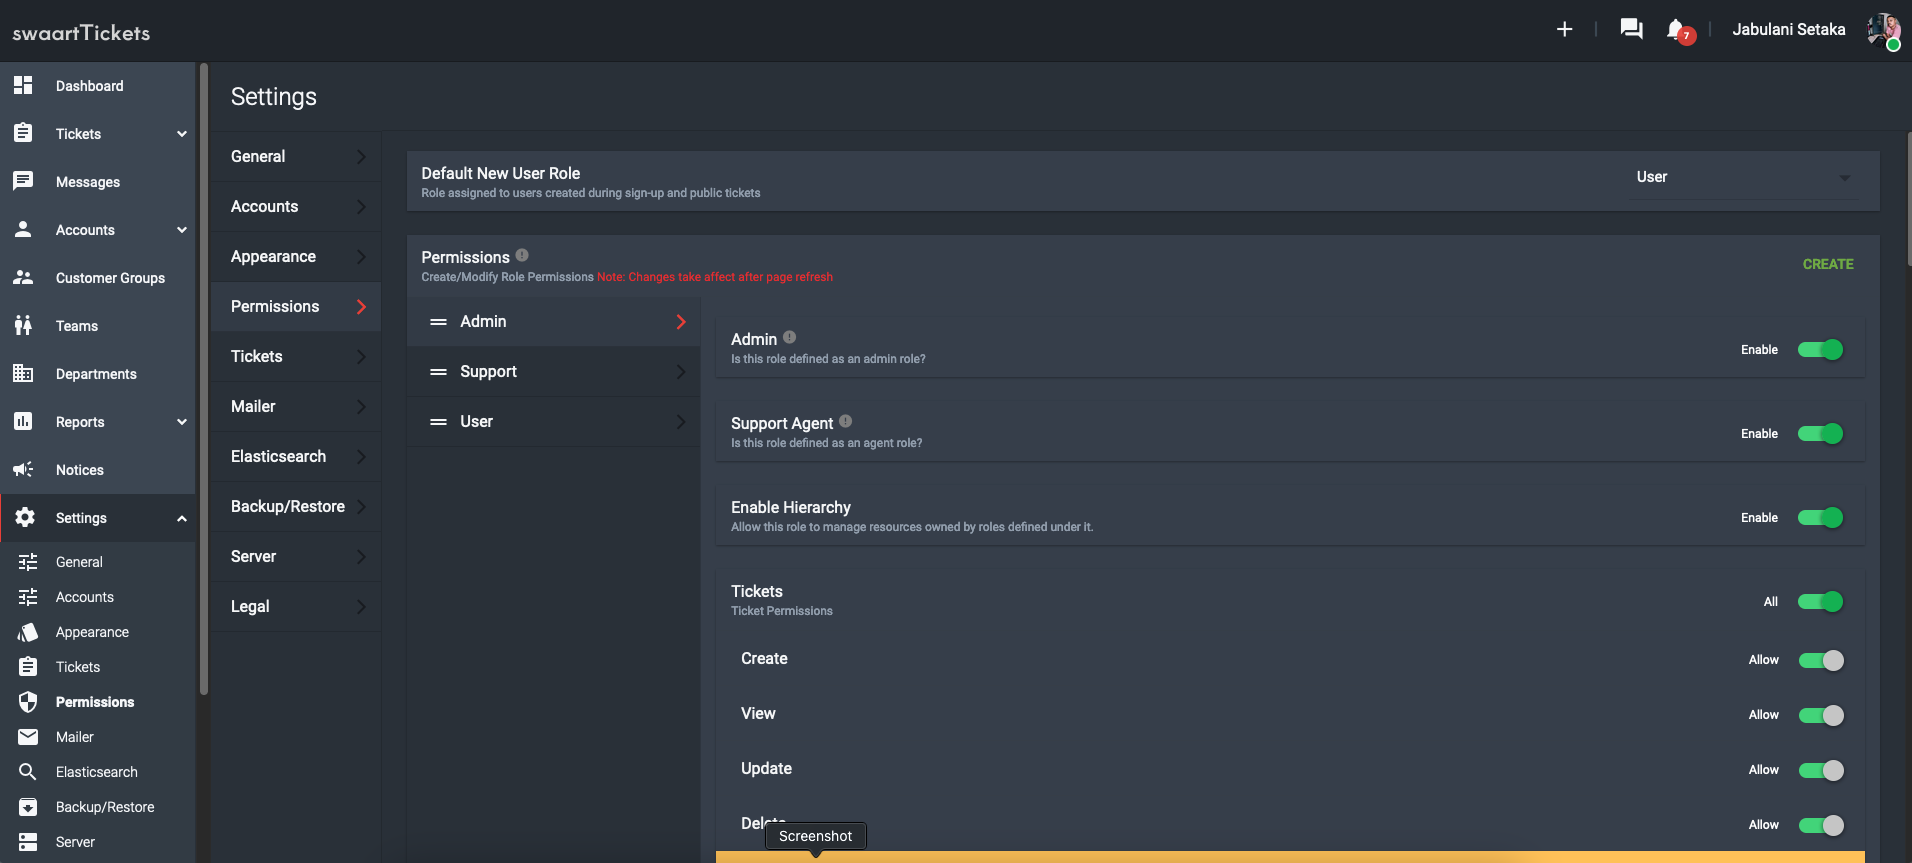 swaartTickets
7
Jabulani Setaka
Dashboard
Tickets
Messages
Accounts
Customer Groups
Teams
Departments
Reports
Notices
Settings
General
Accounts
Appearance
Tickets
Permissions
Mailer
Elasticsearch
Backup/Restore
Server
Settings
General
Accounts
Appearance
Permissions
Tickets
Mailer
Elasticsearch
Backup/Restore
Server
Legal
Default New User Role
Role assigned to users created during sign-up and public tickets
User
Permissions
Create/Modify Role Permissions Note: Changes take affect after page refresh
CREATE
Admin
Support
User
Admin
Is this role defined as an admin role?
Enable
Support Agent
Is this role defined as an agent role?
Enable
Enable Hierarchy
Allow this role to manage resources owned by roles defined under it.
Enable
Tickets
Ticket Permissions
All
Create
Allow
View
Allow
Update
Allow
Delete
Allow
Screenshot